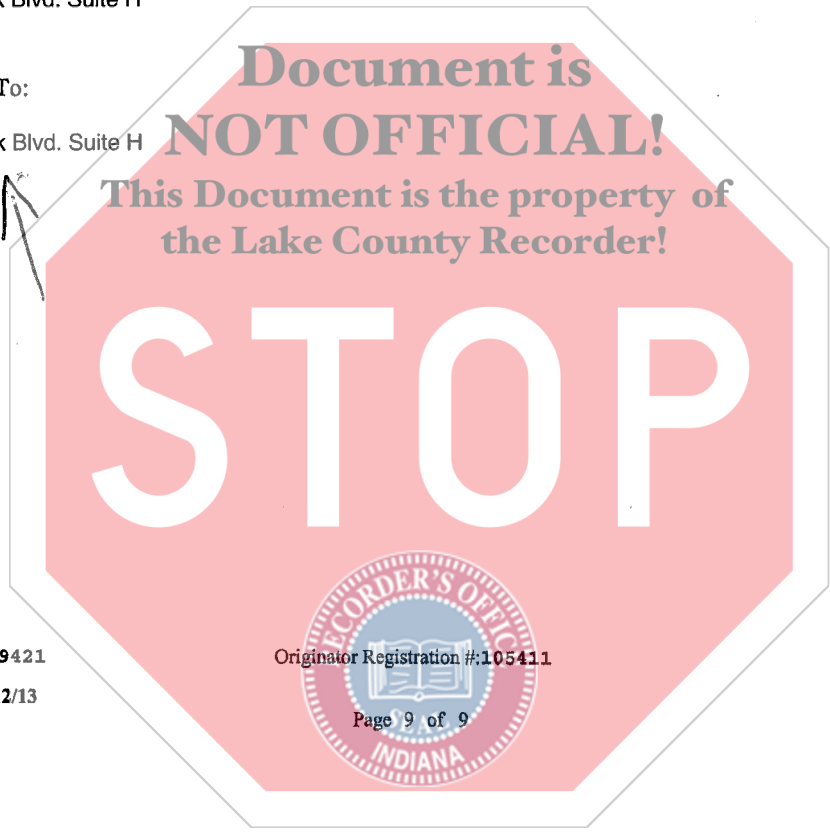 k Blvd. Suite H
Document is
To:
NOT OFFICIAL!
k Blvd. Suite H
This Document is the property of
the Lake County Recorder!
STOP
RECORDER'S OFFICE
9421
Originator Registration #:105411
2/13
Page 9 of 9
SEAL
INDIANA